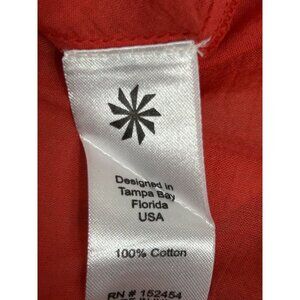 Designed in
Tampa Bay
Florida
USA
100% Cotton
RN # 152454